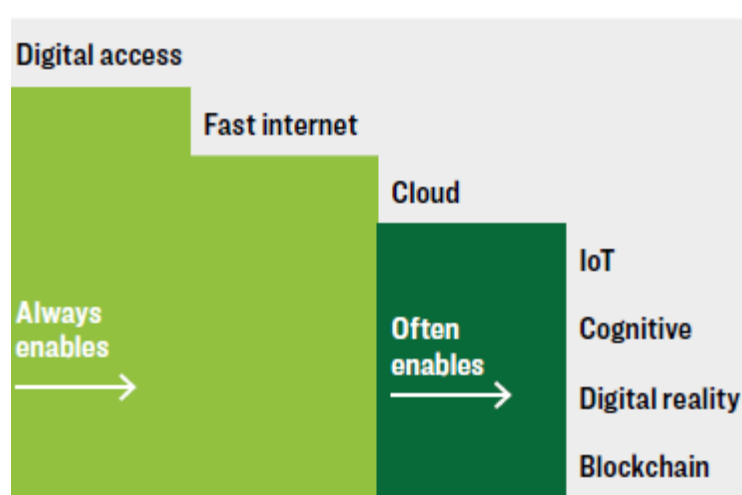 Digital access
Fast internet
Cloud
IoT
Always
enables
Often
enables
Cognitive
Digital reality
Blockchain